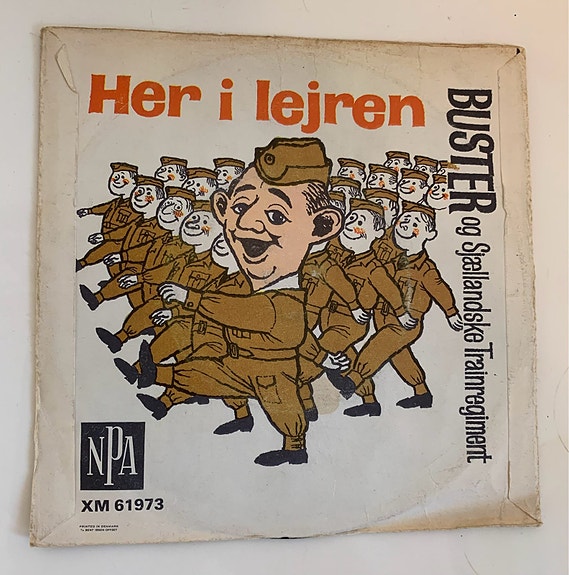 Her i lejren
BUSTER og Sjællandske Trainregiment
NPA
XM 61973
PRINTED IN DENMARK